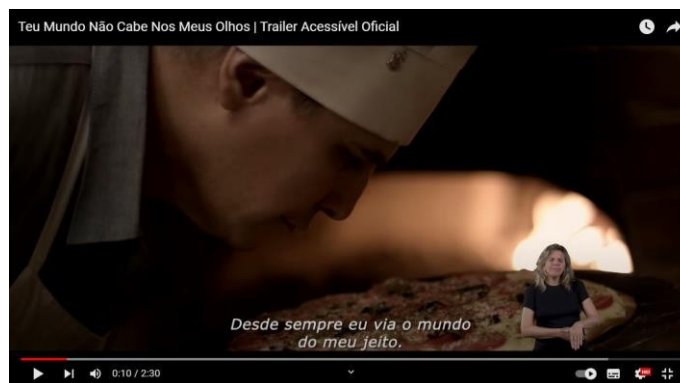 Teu Mundo Não Cabe Nos Meus Olhos | Trailer Acessível Oficial
Desde sempre eu via o mundo
do meu jeito.
0:10 / 2:30